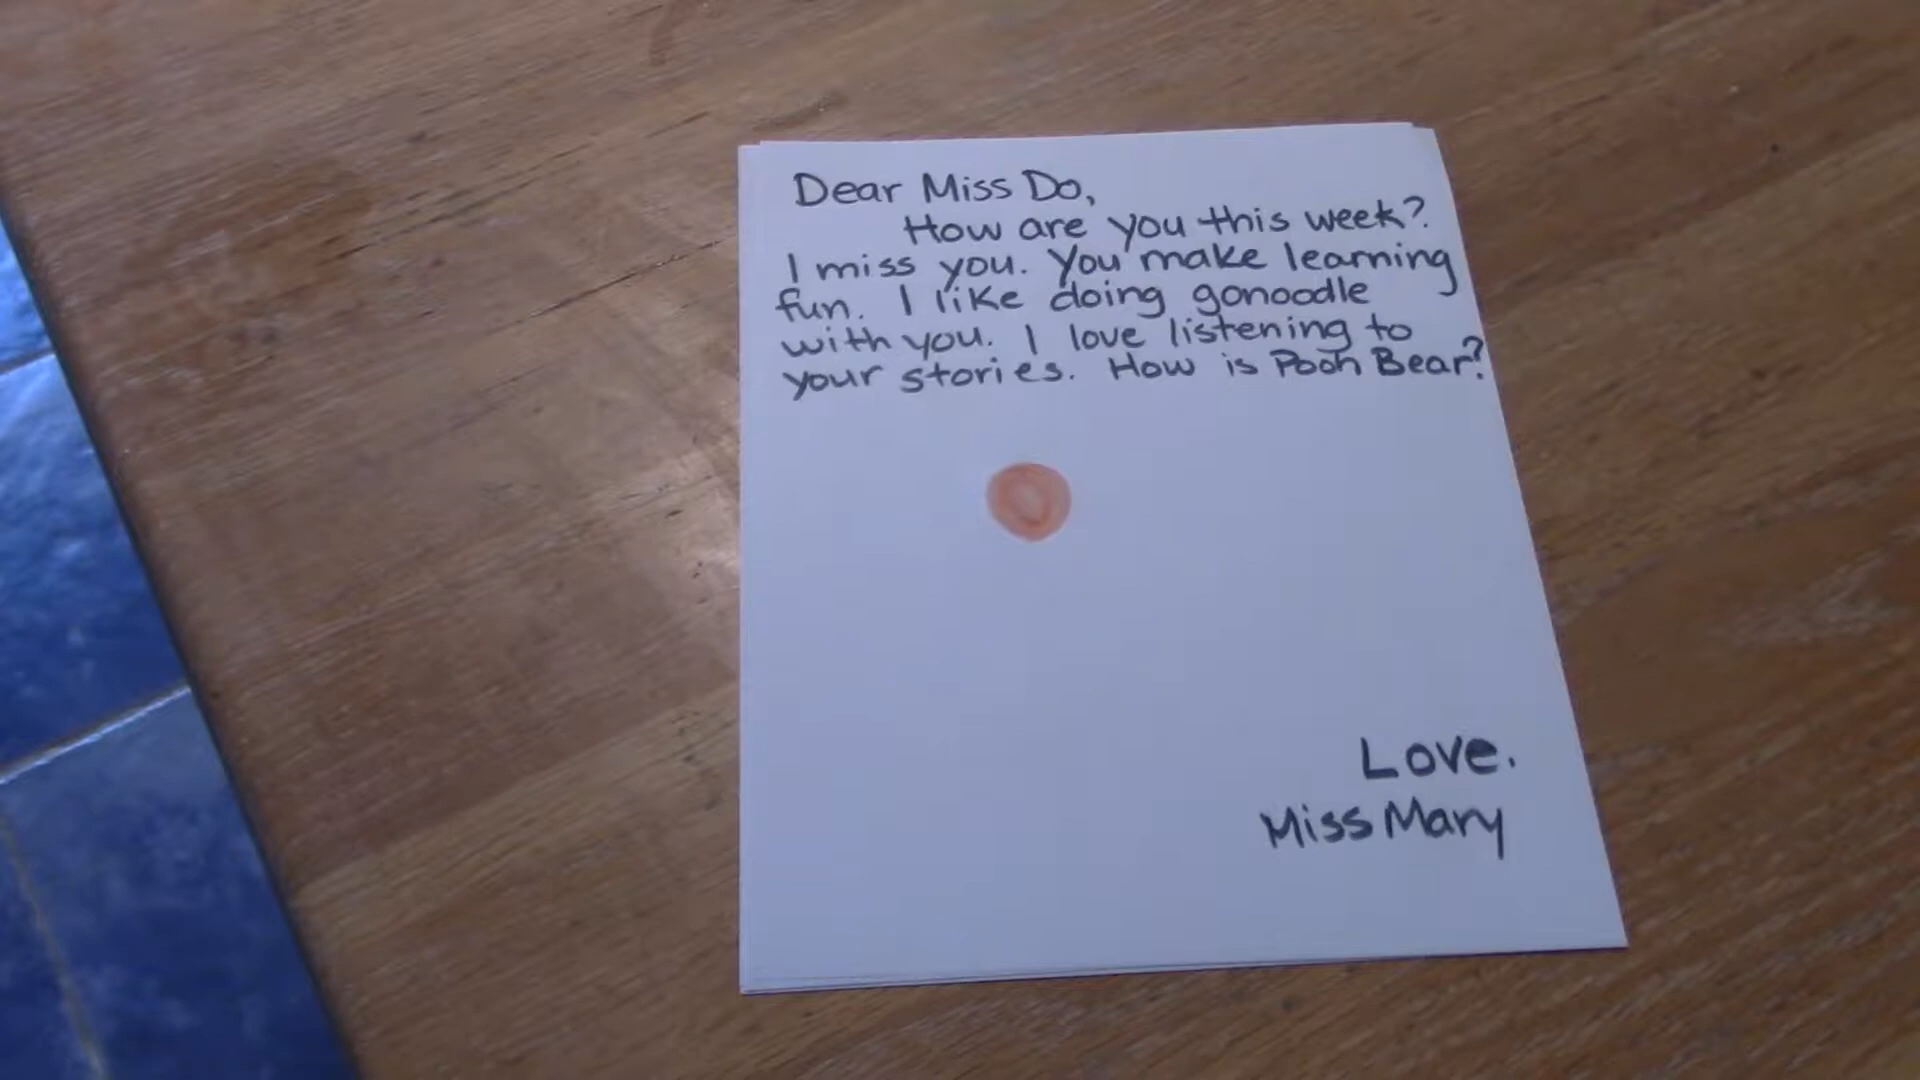 Dear Miss Do,
How are you this week?
I miss you. You make learning
fun. I like doing gonoodle
with you. I love listening to
your stories. How is Pooh Bear?
Love.
Miss Mary